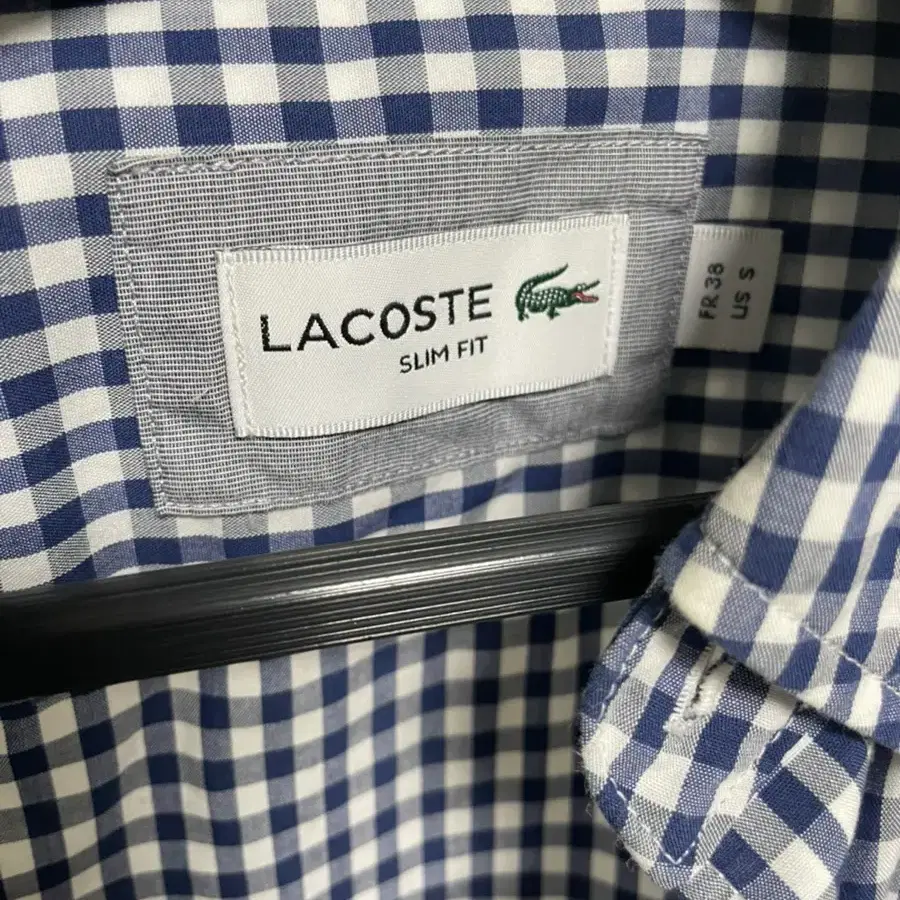 LACOSTE
SLIM FIT
FR 38
US S